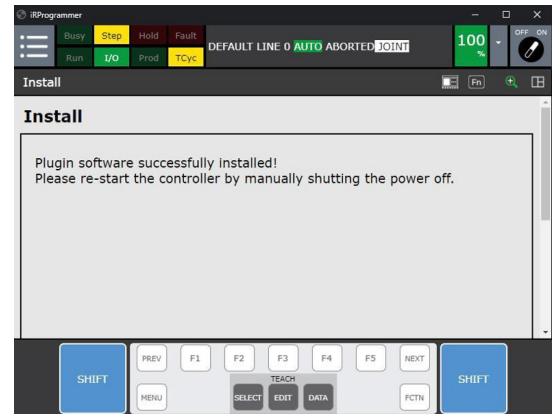 iRProgrammer
Busy Step Hold Fault
Run I/O Prod TCyc
DEFAULT LINE 0 AUTO ABORTED JOINT
100
%
OFF ON
Install
Fn
Install
Plugin software successfully installed!
Please re-start the controller by manually shutting the power off.
SHIFT
PREV F1 F2 F3 F4 F5 NEXT
TEACH
MENU SELECT EDIT DATA FCTN
SHIFT